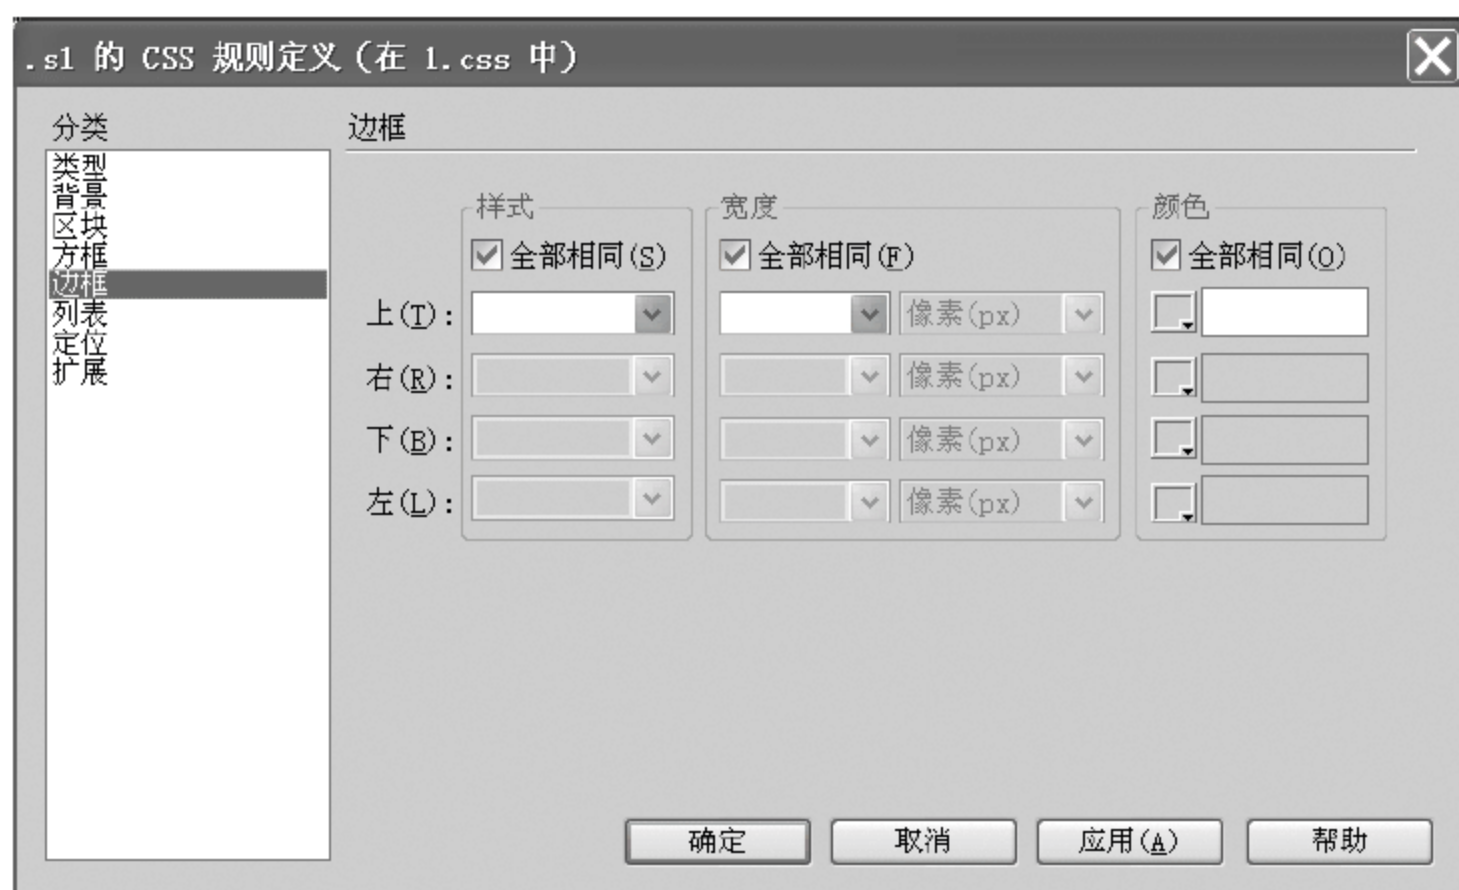 .s1 的 CSS 规则定义(在 1.css 中)
分类
类型
背景
区块
方框
边框
列表
定位
扩展
边框
样式 宽度 颜色
全部相同(S) 全部相同(F) 全部相同(O)
上(T): 像素(px)
右(R): 像素(px)
下(B): 像素(px)
左(L): 像素(px)
确定 取消 应用(A) 帮助